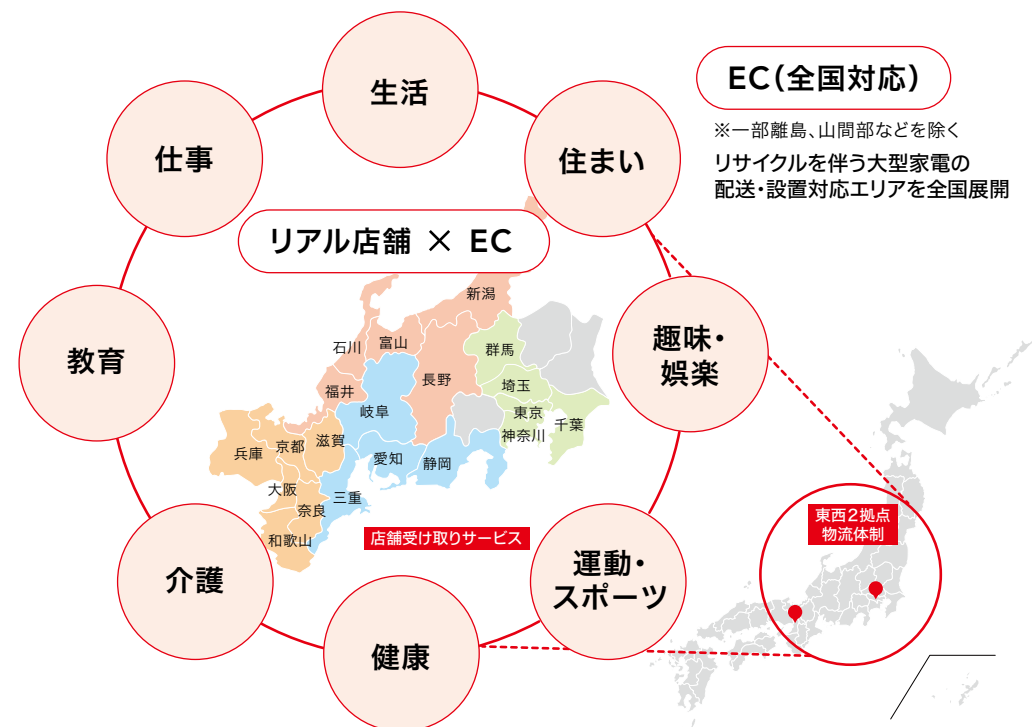 生活
仕事
住まい
EC(全国対応)
※一部離島、山間部などを除く
リサイクルを伴う大型家電の
配送・設置対応エリアを全国展開
リアル店舗 × EC
新潟
石川
富山
群馬
福井
長野
埼玉
岐阜
東京
千葉
神奈川
兵庫
京都
滋賀
愛知
静岡
大阪
三重
奈良
和歌山
教育
趣味・
娯楽
店舗受け取りサービス
東西2拠点
物流体制
介護
運動・
スポーツ
健康